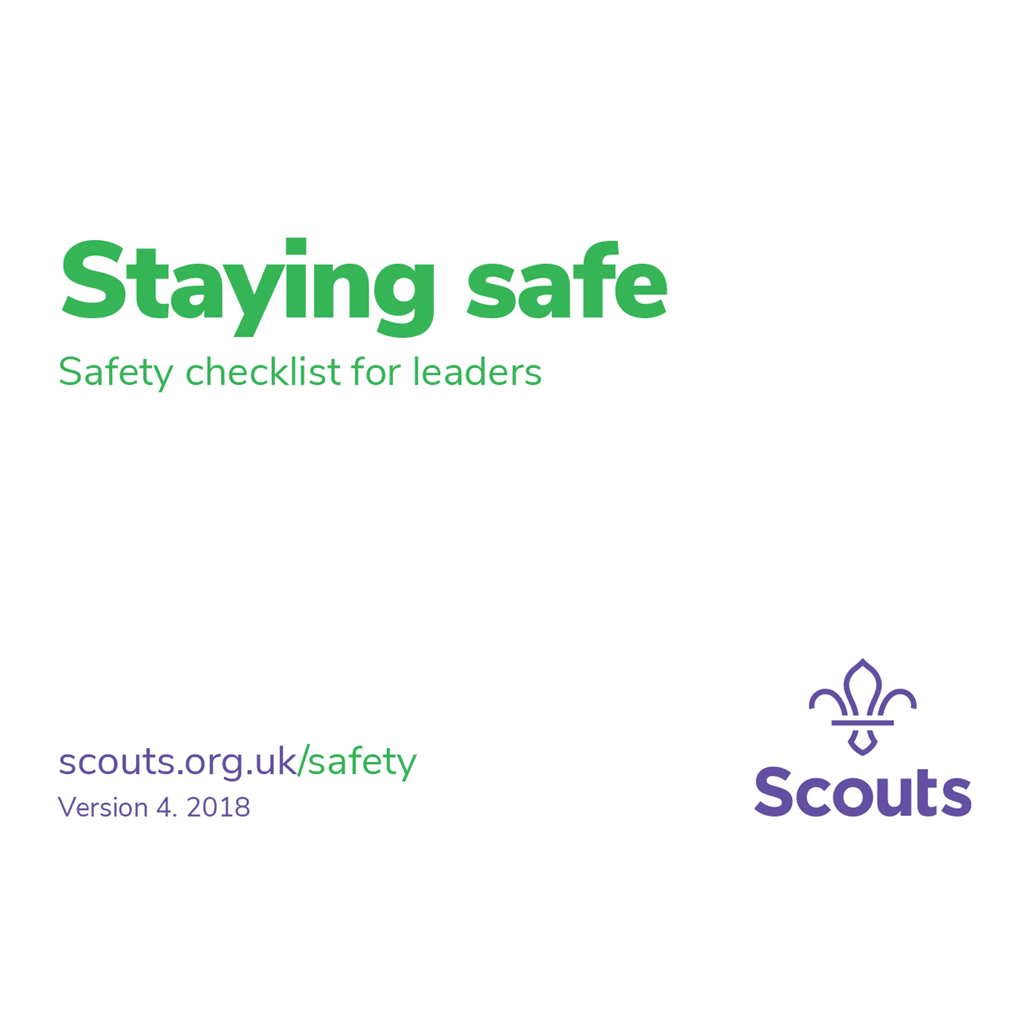 Staying safe
Safety checklist for leaders
scouts.org.uk/safety
Version 4. 2018
Scouts